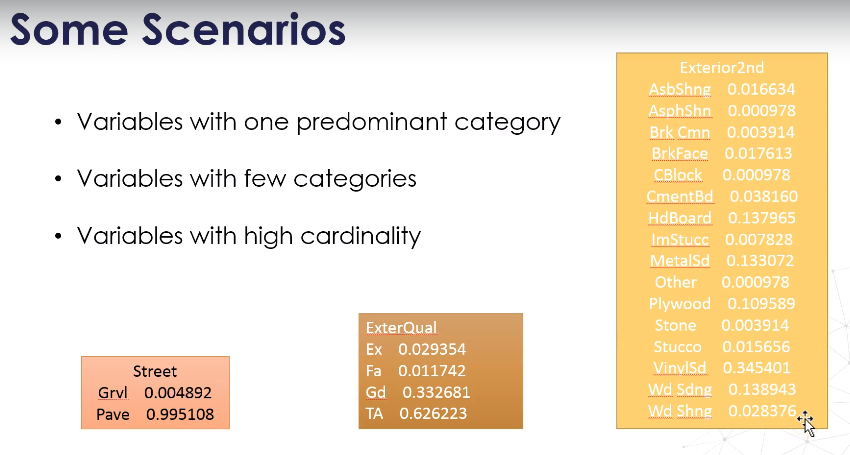 Some Scenarios
• Variables with one predominant category
• Variables with few categories
• Variables with high cardinality
Street
Grvl 0.004892
Pave 0.995108
ExterQual
Ex 0.029354
Fa 0.011742
Gd 0.332681
TA 0.626223
Exterior2nd
AsbShng 0.016634
AsphShn 0.000978
Brk Cmn 0.003914
BrkFace 0.017613
CBlock 0.000978
CmentBd 0.038160
HdBoard 0.137965
ImStucc 0.007828
MetalSd 0.133072
Other 0.000978
Plywood 0.109589
Stone 0.003914
Stucco 0.015656
VinylSd 0.345401
Wd Sdng 0.138943
Wd Shng 0.028376